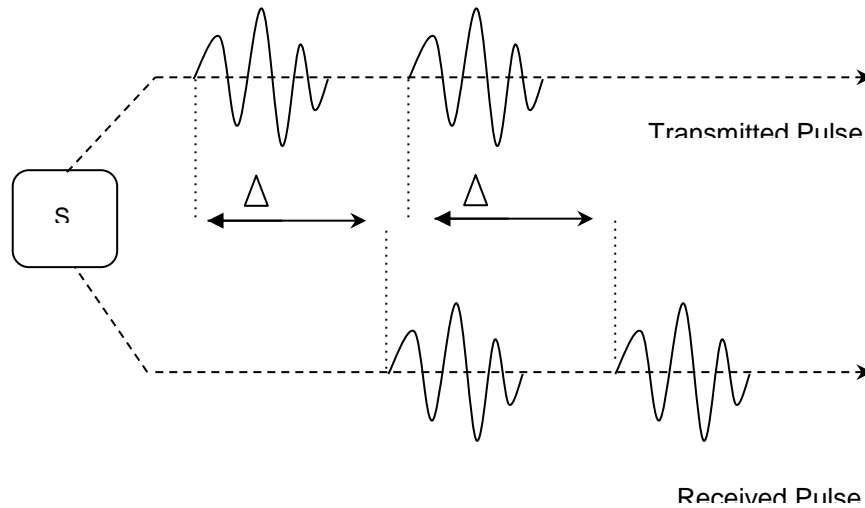 Transmitted Pulse
Δ Δ
S
Received Pulse